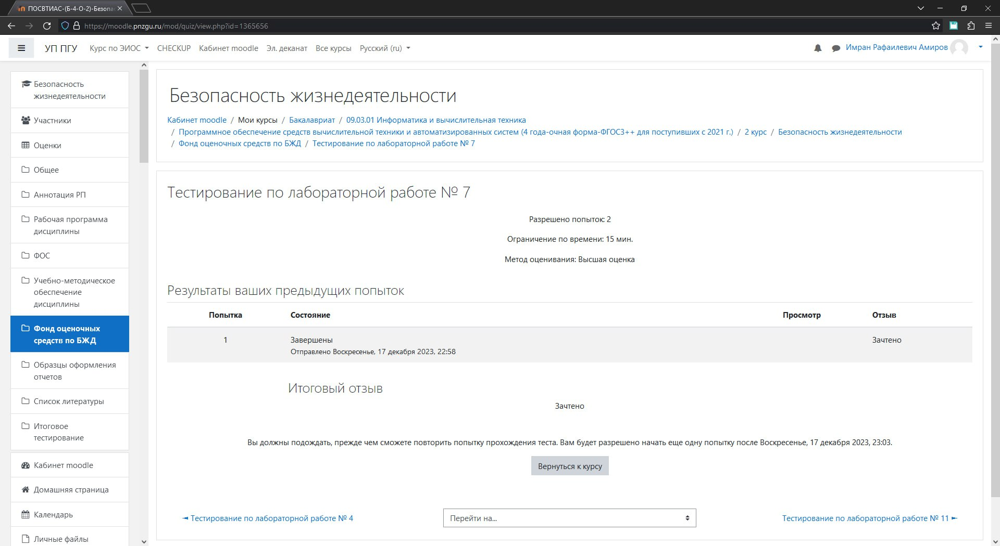 ПОСВТИАС-(Б-4-О-2)-Безопас
https://moodle.pnzgu.ru/mod/quiz/view.php?id=1365656
УП ПГУ Курс по ЭИОС CHECKUP Кабинет moodle Эл. деканат Все курсы Русский (ru) Имран Рафаилевич Амиров
Безопасность
жизнедеятельности
Участники
Оценки
Общее
Аннотация РП
Рабочая программа
дисциплины
ФОС
Учебно-методическое
обеспечение
дисциплины
Фонд оценочных
средств по БЖД
Образцы оформления
отчетов
Список литературы
Итоговое
тестирование
Кабинет moodle
Домашняя страница
Календарь
Личные файлы
Безопасность жизнедеятельности
Кабинет moodle / Мои курсы / Бакалавриат / 09.03.01 Информатика и вычислительная техника
/ Программное обеспечение средств вычислительной техники и автоматизированных систем (4 года-очная форма-ФГОС3++ для поступивших с 2021 г.) / 2 курс / Безопасность жизнедеятельности
/ Фонд оценочных средств по БЖД / Тестирование по лабораторной работе № 7
Тестирование по лабораторной работе № 7
Разрешено попыток: 2
Ограничение по времени: 15 мин.
Метод оценивания: Высшая оценка
Результаты ваших предыдущих попыток
Попытка Состояние Просмотр Отзыв
1 Завершены Зачтено
Отправлено Воскресенье, 17 декабря 2023, 22:58
Итоговый отзыв
Зачтено
Вы должны подождать, прежде чем сможете повторить попытку прохождения теста. Вам будет разрешено начать еще одну попытку после Воскресенье, 17 декабря 2023, 23:03.
Вернуться к курсу
◄ Тестирование по лабораторной работе № 4 Перейти на... Тестирование по лабораторной работе № 11 ►